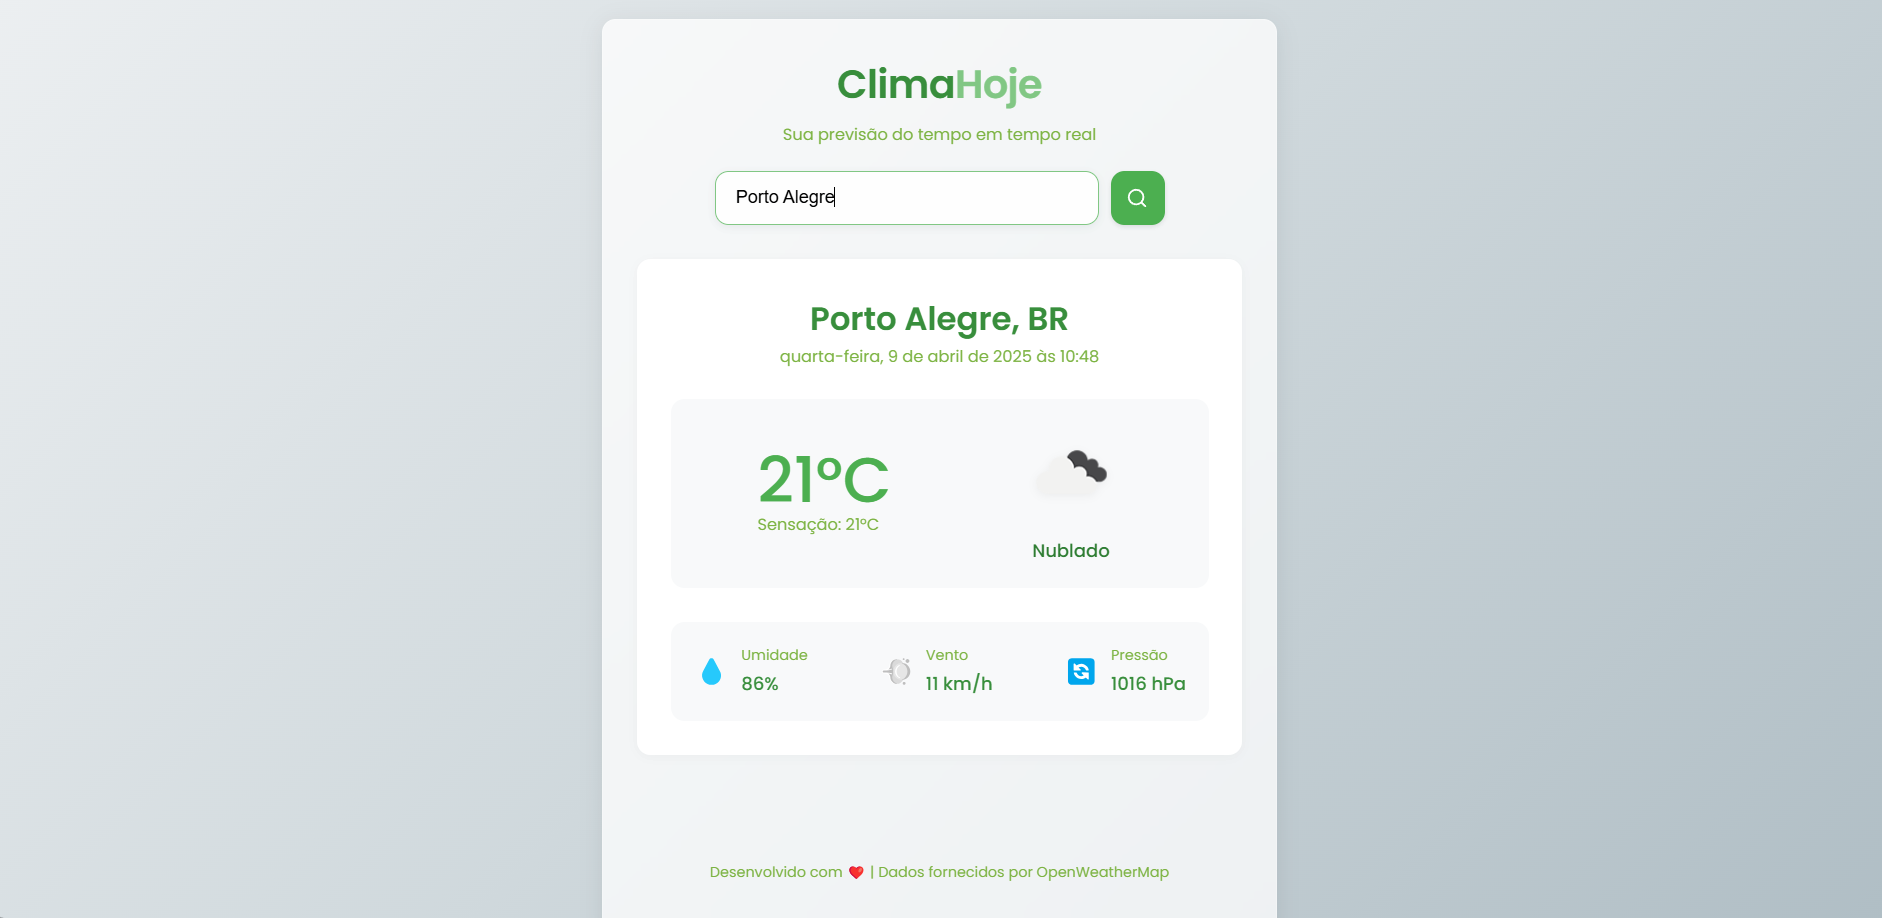 ClimaHoje
Sua previsão do tempo em tempo real
Porto Alegre
Porto Alegre, BR
quarta-feira, 9 de abril de 2025 às 10:48
21°C
Sensação: 21°C
Nublado
Umidade
86%
Vento
11 km/h
Pressão
1016 hPa
Desenvolvido com ❤️ | Dados fornecidos por OpenWeatherMap